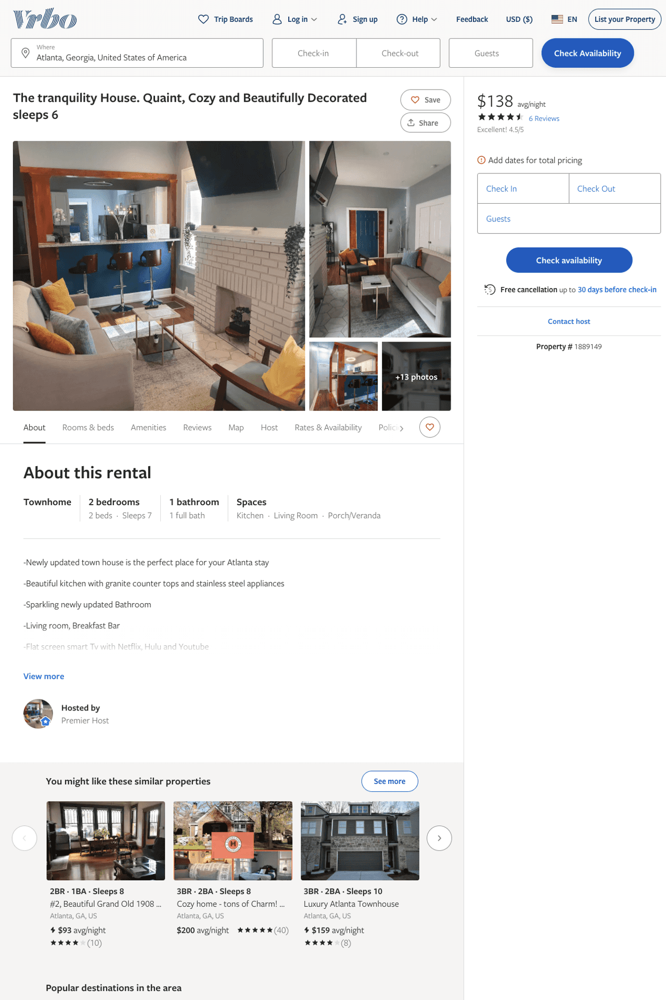 Vrbo
Trip Boards
Log in
Sign up
Help
Feedback
USD ($)
EN
List your Property
Where
Atlanta, Georgia, United States of America
Check-in
Check-out
Guests
Check Availability
The tranquility House. Quaint, Cozy and Beautifully Decorated
sleeps 6
Save
Share
+13 photos
$138 avg/night
6 Reviews
Excellent! 4.5/5
Add dates for total pricing
Check In
Check Out
Guests
Check availability
Free cancellation up to 30 days before check-in
Contact host
Property # 1889149
About
Rooms & beds
Amenities
Reviews
Map
Host
Rates & Availability
Polici
About this rental
Townhome
2 bedrooms
2 beds · Sleeps 7
1 bathroom
1 full bath
Spaces
Kitchen · Living Room · Porch/Veranda
-Newly updated town house is the perfect place for your Atlanta stay
-Beautiful kitchen with granite counter tops and stainless steel appliances
-Sparkling newly updated Bathroom
-Living room, Breakfast Bar
-Flat screen smart Tv with Netflix, Hulu and Youtube
View more
Hosted by
Premier Host
You might like these similar properties
See more
2BR · 1BA · Sleeps 8
#2, Beautiful Grand Old 1908 ...
Atlanta, GA, US
$93 avg/night
(10)
3BR · 2BA · Sleeps 8
Cozy home - tons of Charm! ...
Atlanta, GA, US
$200 avg/night (40)
3BR · 2BA · Sleeps 10
Luxury Atlanta Townhouse
Atlanta, GA, US
$159 avg/night
(8)
Popular destinations in the area